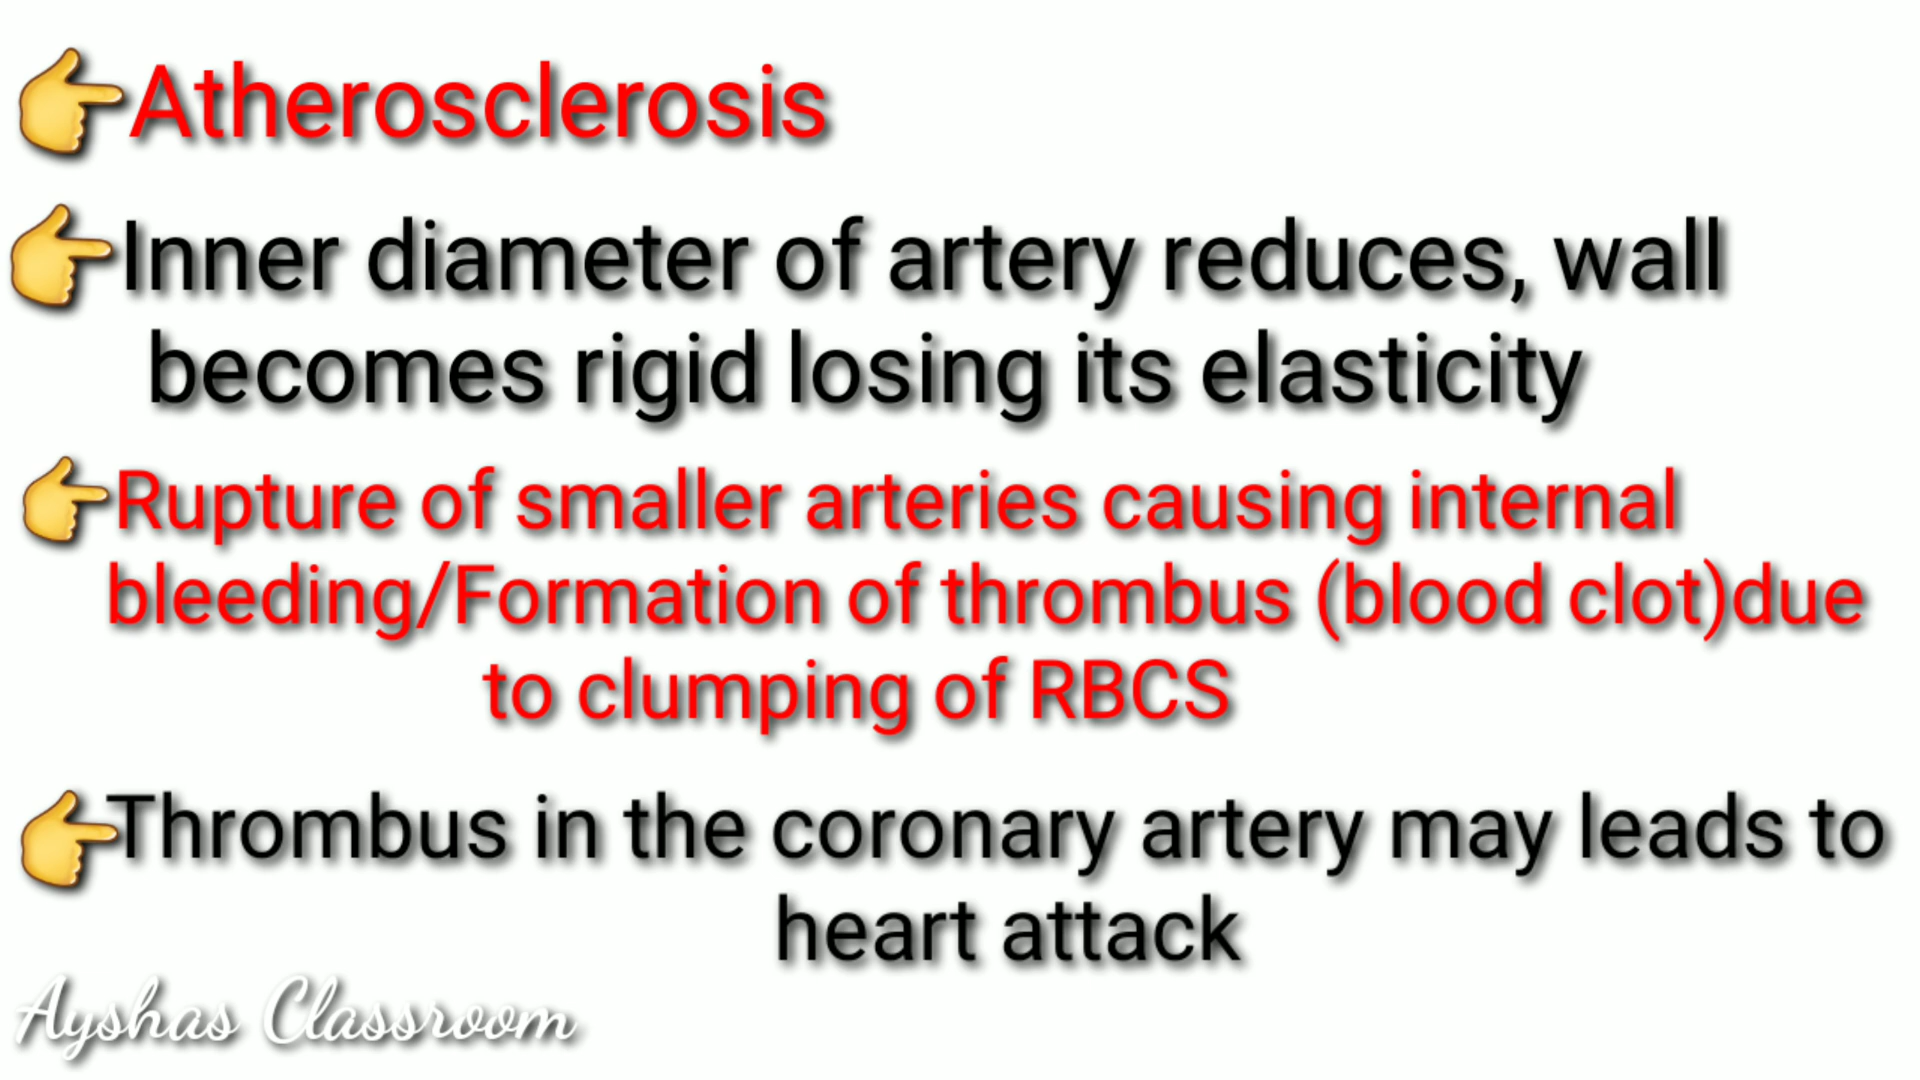 👉Atherosclerosis
👉Inner diameter of artery reduces, wall
becomes rigid losing its elasticity
👉Rupture of smaller arteries causing internal
bleeding/Formation of thrombus (blood clot)due
to clumping of RBCS
👉Thrombus in the coronary artery may leads to
heart attack
Ayshas Classroom